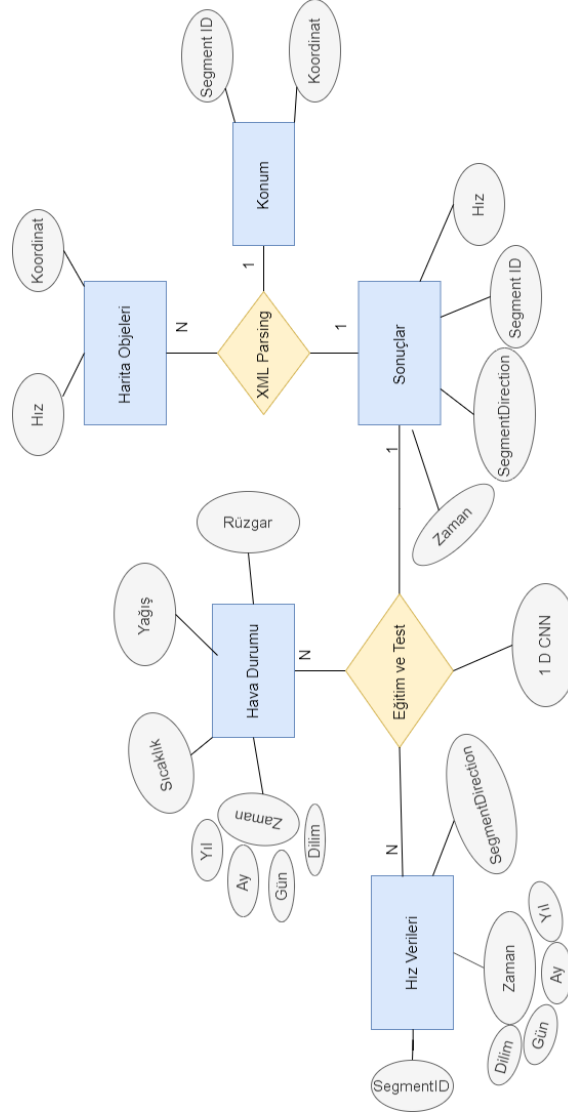 SegmentID
Hız Verileri
Zaman
Dilim
Gün
Ay
Yıl
SegmentDirection
N
Eğitim ve Test
1 D CNN
N
Hava Durumu
Sıcaklık
Yağış
Rüzgar
Zaman
Yıl
Ay
Gün
Dilim
1
Sonuçlar
Zaman
SegmentDirection
Segment ID
Hız
1
XML Parsing
N
Harita Objeleri
Hız
Koordinat
1
Konum
Segment ID
Koordinat